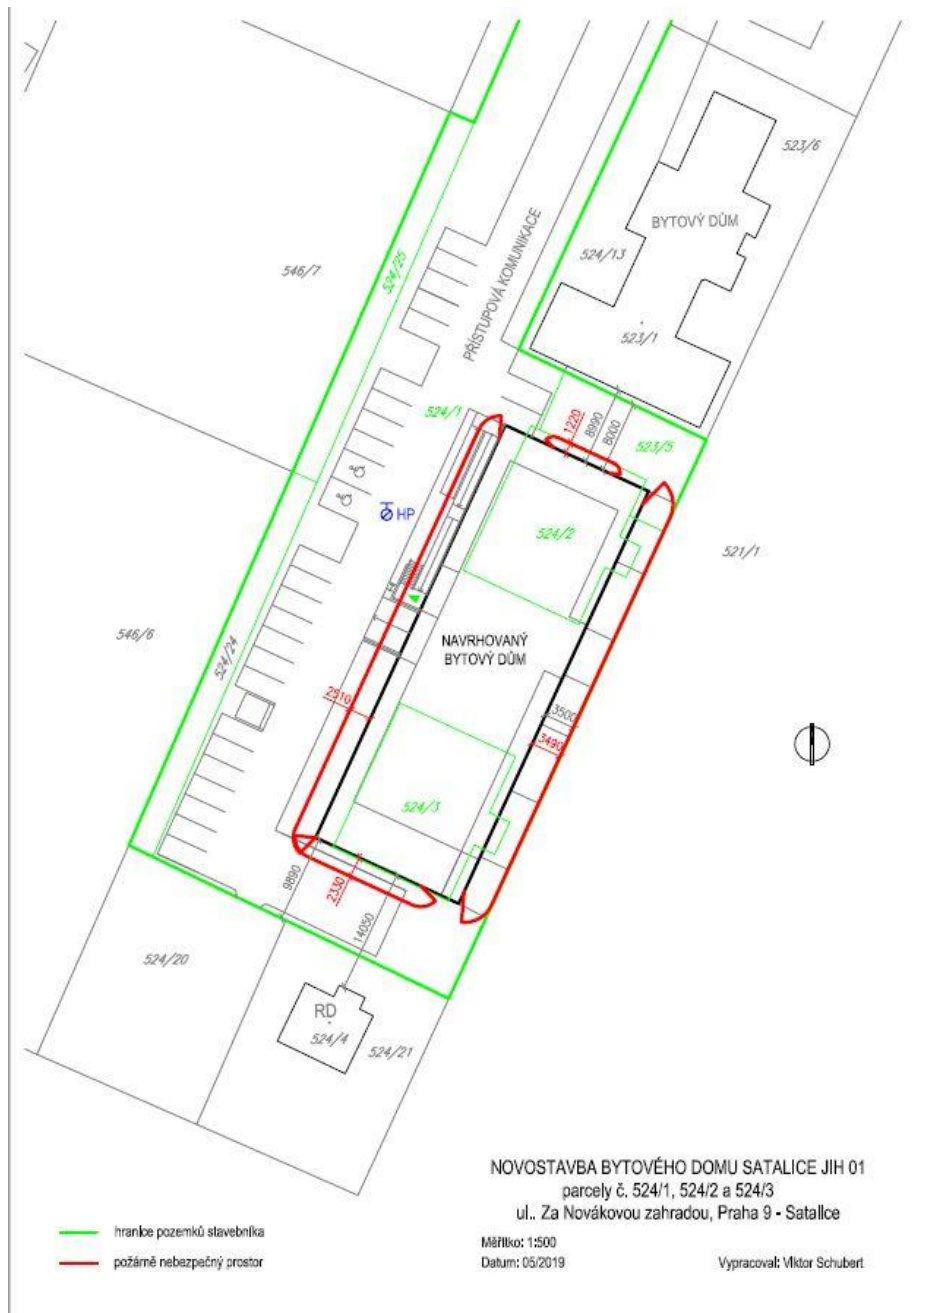 523/6
BYTOVÝ DŮM
524/13
546/7
524/25
PŘÍSTUPOVÁ KOMUNIKACE
523/1
524/1
1220
8990
8000
523/5
HP
524/2
521/1
546/6
524/24
NAVRHOVANÝ
BYTOVÝ DŮM
2510
3500
3490
524/3
9890
2330
14050
524/20
RD
524/4
524/21
NOVOSTAVBA BYTOVÉHO DOMU SATALICE JIH 01
parcely č. 524/1, 524/2 a 524/3
ul.. Za Novákovou zahradou, Praha 9 - Satalice
hranice pozemků stavebníka
Měřítko: 1:500
požárně nebezpečný prostor
Datum: 05/2019
Vypracoval: Viktor Schubert